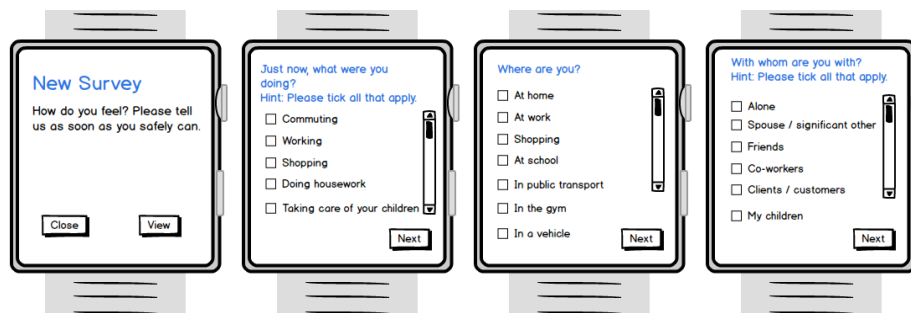 New Survey
How do you feel? Please tell
us as soon as you safely can.
Close
View
Just now, what were you
doing?
Hint: Please tick all that apply.
Commuting
Working
Shopping
Doing housework
Taking care of your children
Next
Where are you?
At home
At work
Shopping
At school
In public transport
In the gym
In a vehicle
Next
With whom are you with?
Hint: Please tick all that apply.
Alone
Spouse / significant other
Friends
Co-workers
Clients / customers
My children
Next